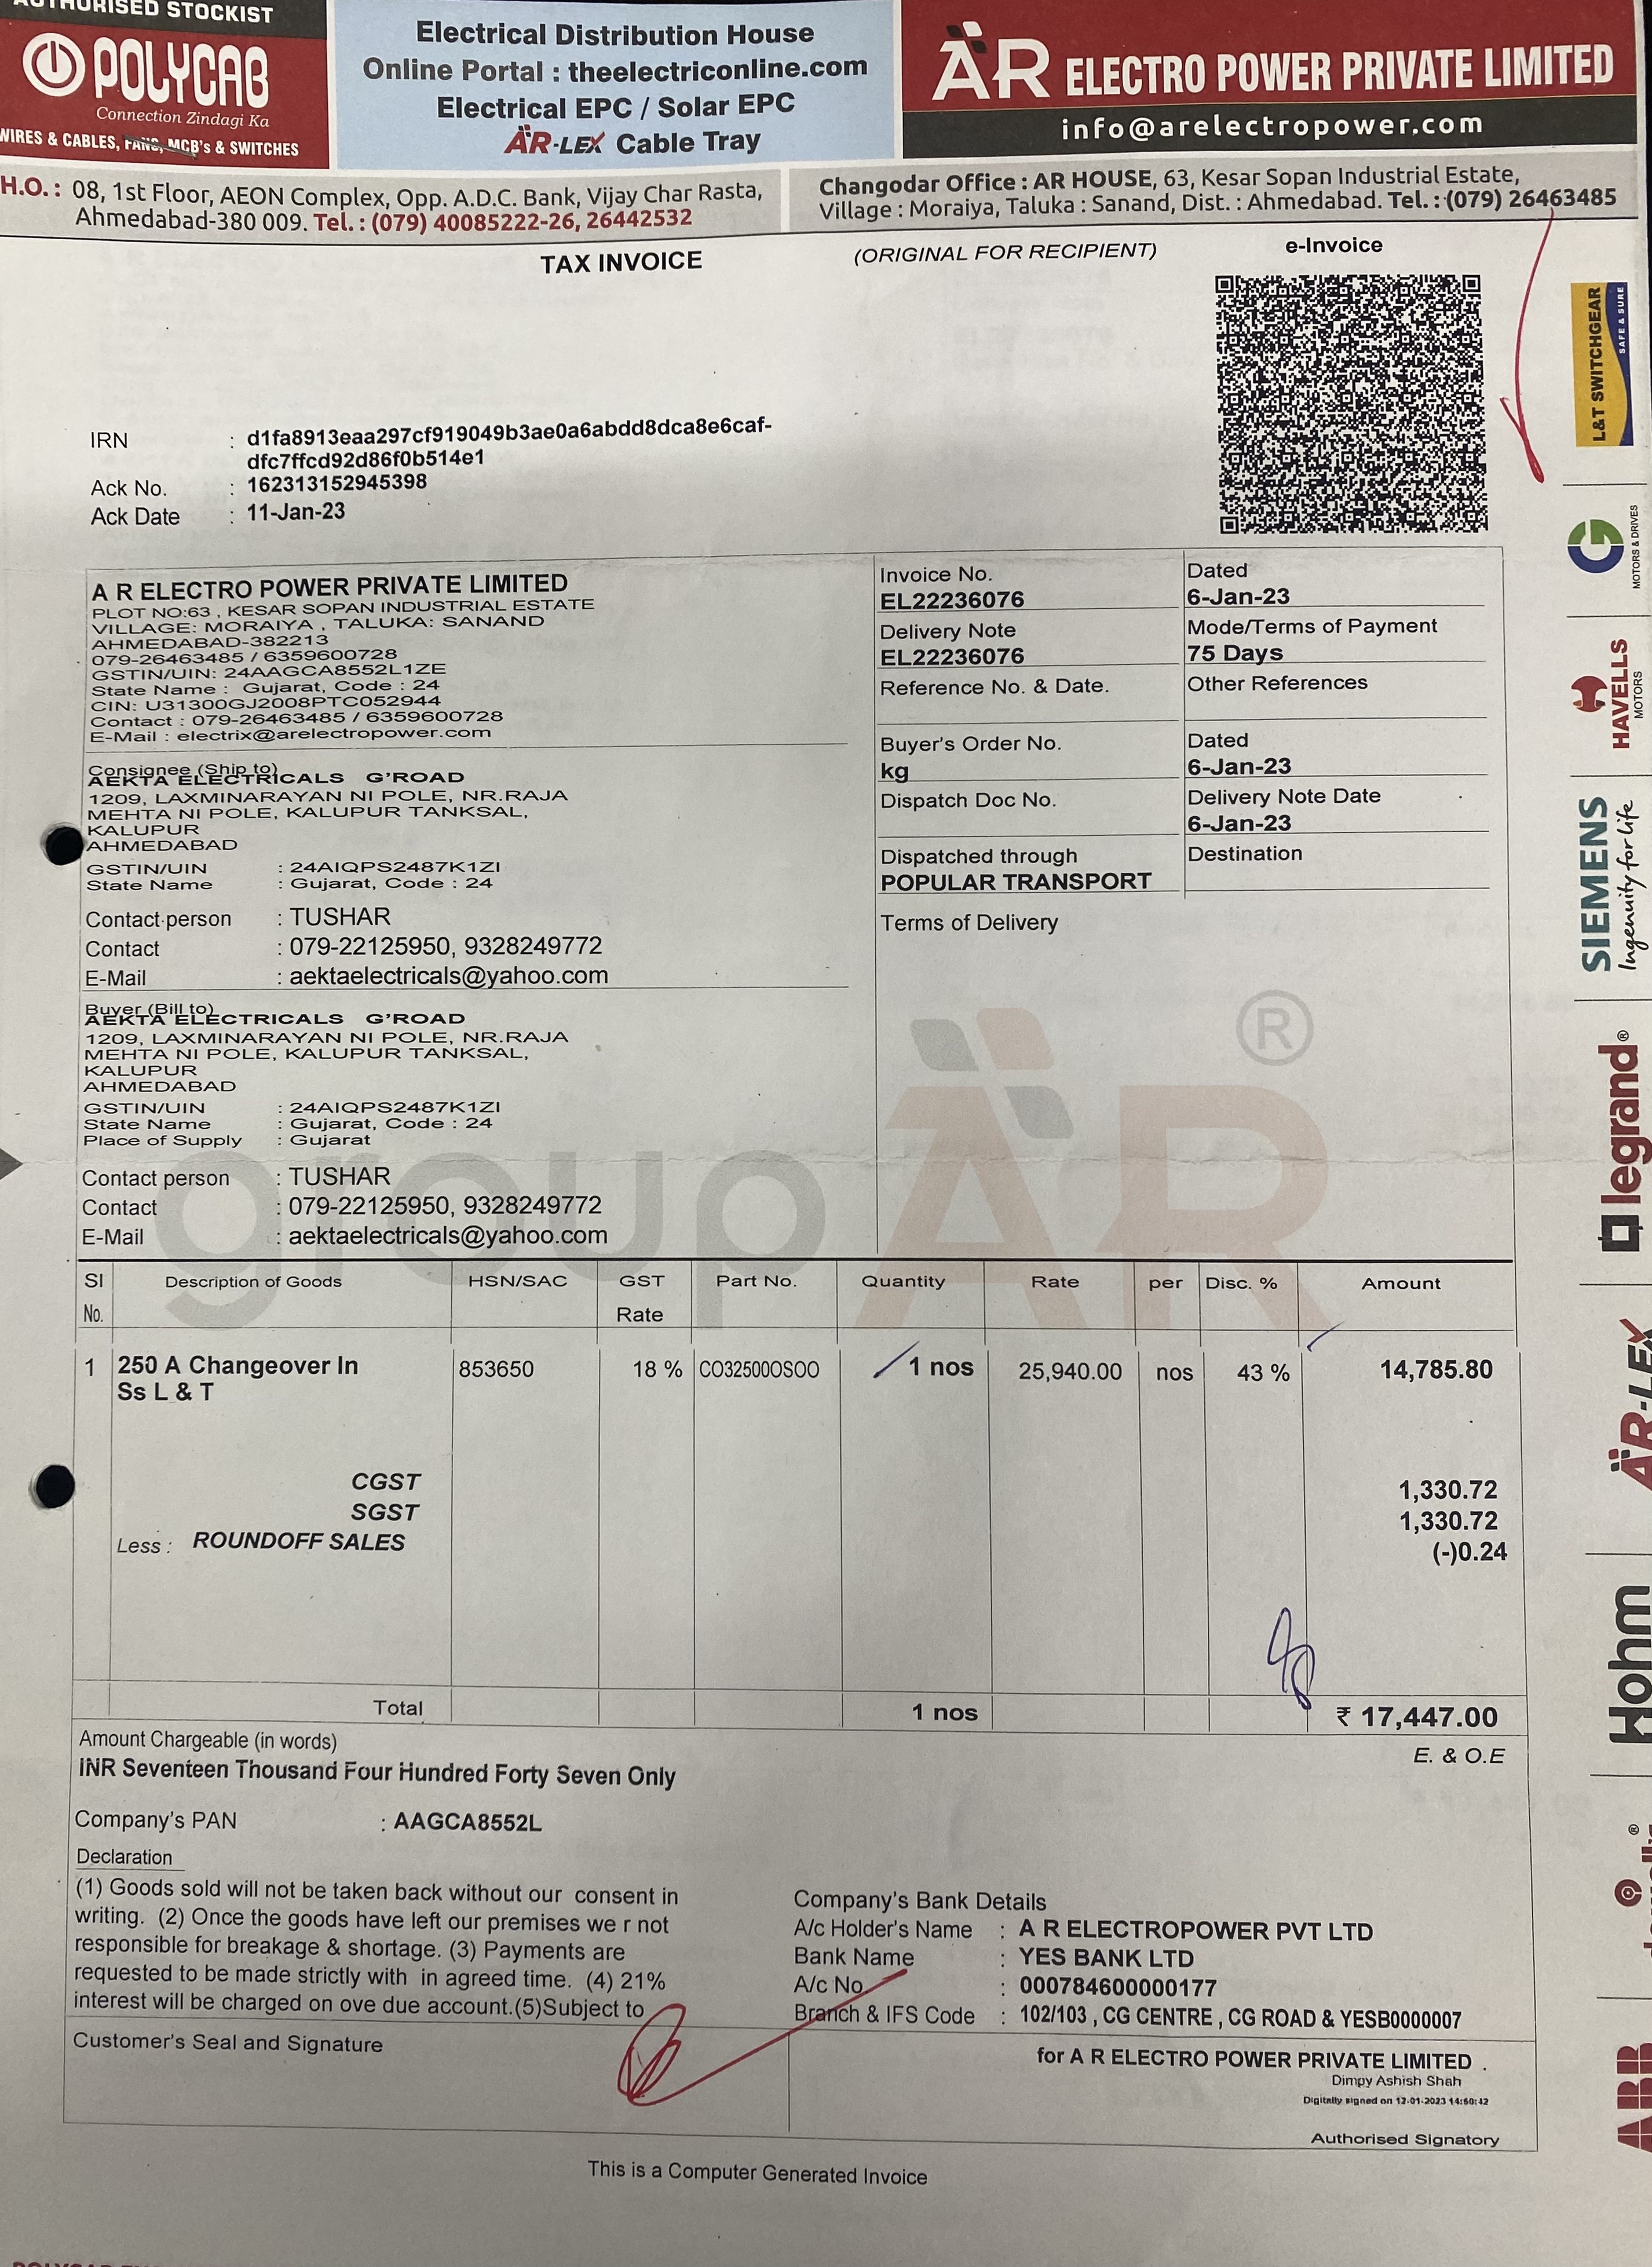 AUTHORISED STOCKIST
POLYCAB
Connection Zindagi Ka
WIRES & CABLES, FANS, MCB's & SWITCHES
Electrical Distribution House
Online Portal : theelectriconline.com
Electrical EPC / Solar EPC
AR-LEX Cable Tray
AR ELECTRO POWER PRIVATE LIMITED
info@arelectropower.com
H.O. : 08, 1st Floor, AEON Complex, Opp. A.D.C. Bank, Vijay Char Rasta,
Ahmedabad-380 009. Tel. : (079) 40085222-26, 26442532
Changodar Office : AR HOUSE, 63, Kesar Sopan Industrial Estate,
Village : Moraiya, Taluka : Sanand, Dist. : Ahmedabad. Tel. : (079) 26463485
TAX INVOICE
(ORIGINAL FOR RECIPIENT)
e-Invoice
IRN : d1fa8913eaa297cf919049b3ae0a6abdd8dca8e6caf-
dfc7ffcd92d86f0b514e1
Ack No. : 162313152945398
Ack Date : 11-Jan-23
A R ELECTRO POWER PRIVATE LIMITED
PLOT NO:63 , KESAR SOPAN INDUSTRIAL ESTATE
VILLAGE: MORAIYA , TALUKA: SANAND
AHMEDABAD-382213
079-26463485 / 6359600728
GSTIN/UIN: 24AAGCA8552L1ZE
State Name : Gujarat, Code : 24
CIN: U31300GJ2008PTC052944
Contact : 079-26463485 / 6359600728
E-Mail : electrix@arelectropower.com
Invoice No.
EL22236076
Dated
6-Jan-23
Delivery Note
EL22236076
Mode/Terms of Payment
75 Days
Reference No. & Date.
Other References
Buyer's Order No.
kg
Dated
6-Jan-23
Dispatch Doc No.
Delivery Note Date
6-Jan-23
Dispatched through
POPULAR TRANSPORT
Destination
Terms of Delivery
Consignee (Ship to)
AEKTA ELECTRICALS G'ROAD
1209, LAXMINARAYAN NI POLE, NR.RAJA
MEHTA NI POLE, KALUPUR TANKSAL,
KALUPUR
AHMEDABAD
GSTIN/UIN : 24AIQPS2487K1ZI
State Name : Gujarat, Code : 24
Contact person : TUSHAR
Contact : 079-22125950, 9328249772
E-Mail : aektaelectricals@yahoo.com
Buyer (Bill to)
AEKTA ELECTRICALS G'ROAD
1209, LAXMINARAYAN NI POLE, NR.RAJA
MEHTA NI POLE, KALUPUR TANKSAL,
KALUPUR
AHMEDABAD
GSTIN/UIN : 24AIQPS2487K1ZI
State Name : Gujarat, Code : 24
Place of Supply : Gujarat
Contact person : TUSHAR
Contact : 079-22125950, 9328249772
E-Mail : aektaelectricals@yahoo.com
group AR ®
Sl No. Description of Goods HSN/SAC GST Rate Part No. Quantity Rate per Disc. % Amount
1 250 A Changeover In 853650 18 % CO32500OSOO 1 nos 25,940.00 nos 43 % 14,785.80
Ss L & T
CGST 1,330.72
SGST 1,330.72
Less : ROUNDOFF SALES (-)0.24
Total 1 nos ₹ 17,447.00
Amount Chargeable (in words)
E. & O.E
INR Seventeen Thousand Four Hundred Forty Seven Only
Company's PAN : AAGCA8552L
Declaration
(1) Goods sold will not be taken back without our consent in
writing. (2) Once the goods have left our premises we r not
responsible for breakage & shortage. (3) Payments are
requested to be made strictly with in agreed time. (4) 21%
interest will be charged on ove due account.(5)Subject to
Company's Bank Details
A/c Holder's Name : A R ELECTROPOWER PVT LTD
Bank Name : YES BANK LTD
A/c No. : 000784600000177
Branch & IFS Code : 102/103 , CG CENTRE , CG ROAD & YESB0000007
Customer's Seal and Signature
for A R ELECTRO POWER PRIVATE LIMITED .
Dimpy Ashish Shah
Digitally signed on 12-01-2023 14:50:42
Authorised Signatory
This is a Computer Generated Invoice
L&T SWITCHGEAR
SAFE & SURE
MOTORS & DRIVES
HAVELLS
MOTORS
SIEMENS
Ingenuity for life
legrand®
AR-LEX
Hohm
ABB